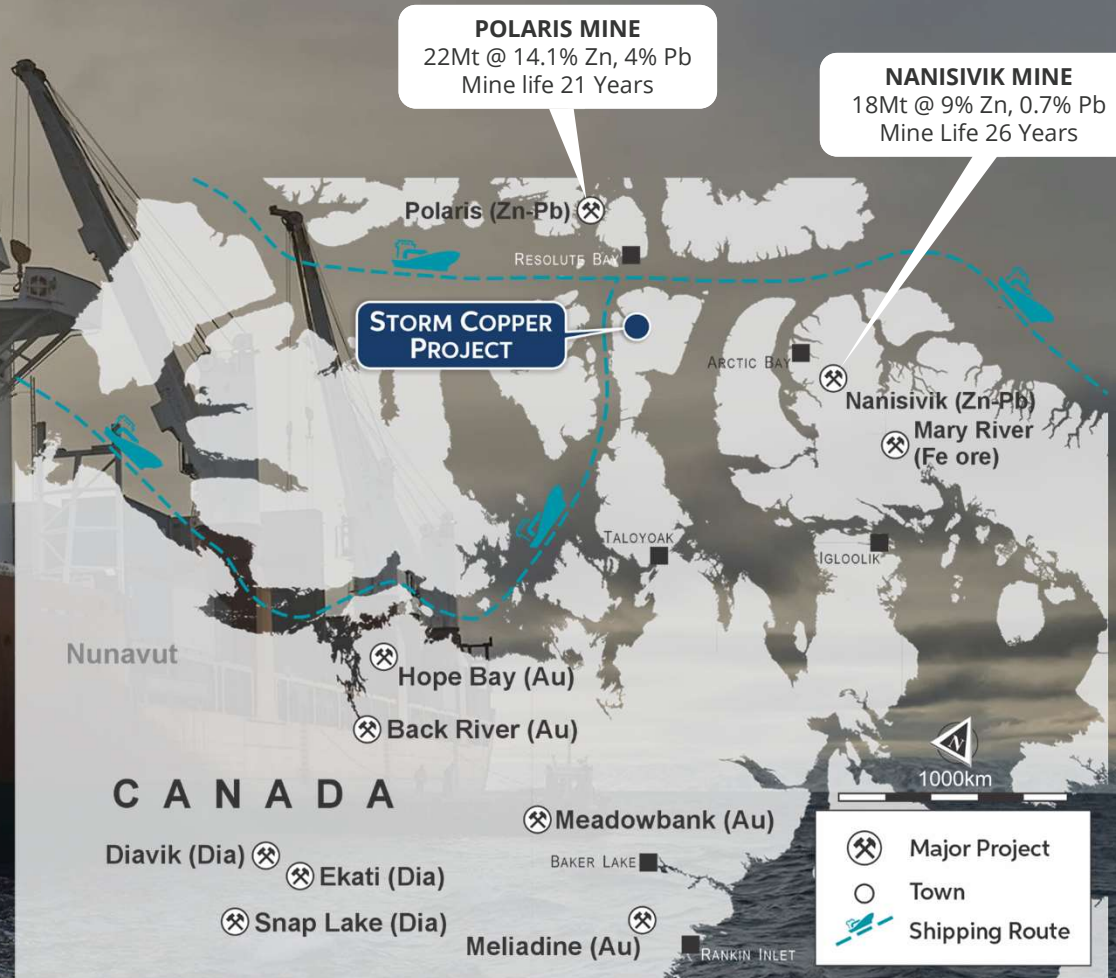 POLARIS MINE
22Mt @ 14.1% Zn, 4% Pb
Mine life 21 Years
NANISIVIK MINE
18Mt @ 9% Zn, 0.7% Pb
Mine Life 26 Years
Polaris (Zn-Pb)
RESOLUTE BAY
STORM COPPER
PROJECT
ARCTIC BAY
Nanisivik (Zn-Pb)
Mary River
(Fe ore)
TALOYOAK
IGLOOLIK
Nunavut
Hope Bay (Au)
Back River (Au)
N
1000km
CANADA
Meadowbank (Au)
Diavik (Dia)
BAKER LAKE
Ekati (Dia)
Snap Lake (Dia)
Meliadine (Au)
RANKIN INLET
Major Project
Town
Shipping Route